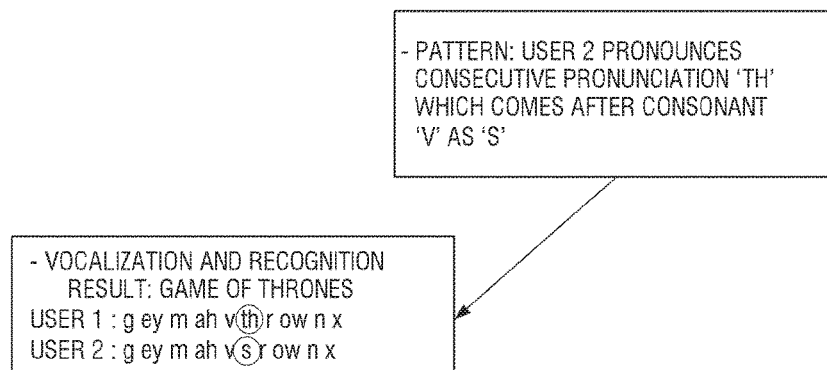 - PATTERN: USER 2 PRONOUNCES
CONSECUTIVE PRONUNCIATION 'TH'
WHICH COMES AFTER CONSONANT
'V' AS 'S'
- VOCALIZATION AND RECOGNITION
RESULT: GAME OF THRONES
USER 1 : g ey m ah v th r ow n x
USER 2 : g ey m ah v s r ow n x